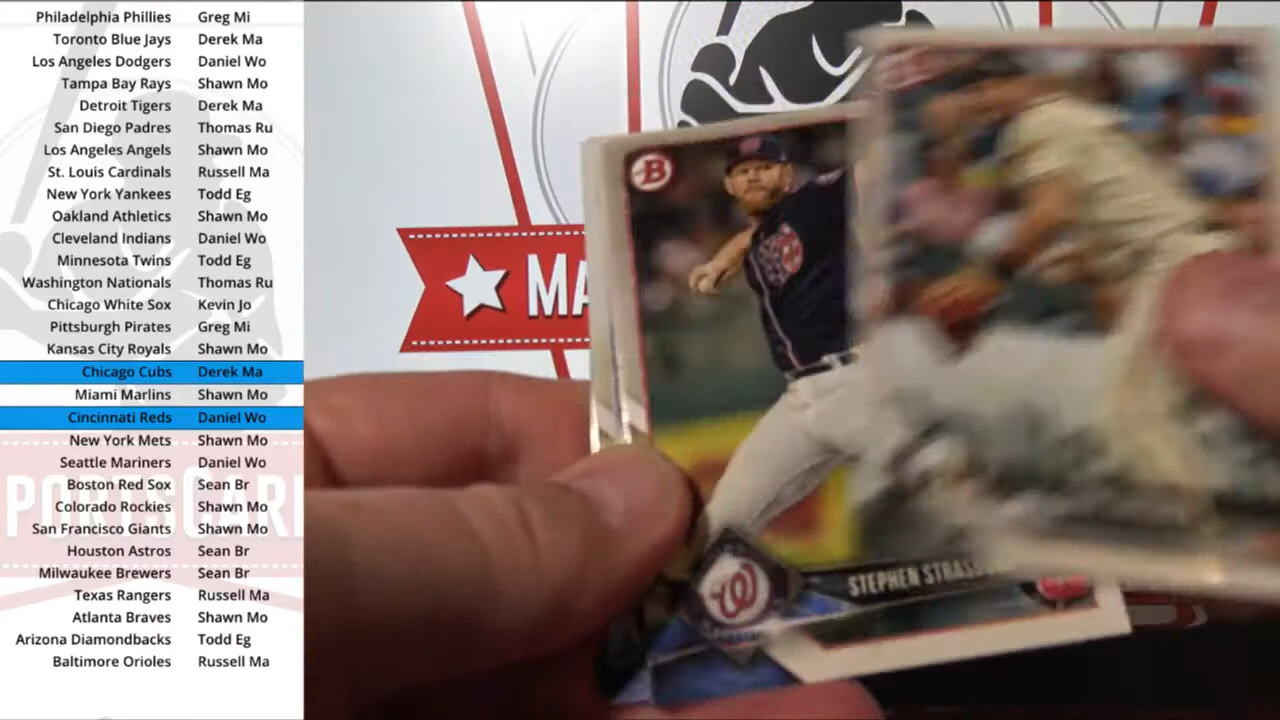 Philadelphia Phillies Greg Mi
Toronto Blue Jays Derek Ma
Los Angeles Dodgers Daniel Wo
Tampa Bay Rays Shawn Mo
Detroit Tigers Derek Ma
San Diego Padres Thomas Ru
Los Angeles Angels Shawn Mo
St. Louis Cardinals Russell Ma
New York Yankees Todd Eg
Oakland Athletics Shawn Mo
Cleveland Indians Daniel Wo
Minnesota Twins Todd Eg
Washington Nationals Thomas Ru
Chicago White Sox Kevin Jo
Pittsburgh Pirates Greg Mi
Kansas City Royals Shawn Mo
Chicago Cubs Derek Ma
Miami Marlins Shawn Mo
Cincinnati Reds Daniel Wo
New York Mets Shawn Mo
Seattle Mariners Daniel Wo
Boston Red Sox Sean Br
Colorado Rockies Shawn Mo
San Francisco Giants Shawn Mo
Houston Astros Sean Br
Milwaukee Brewers Sean Br
Texas Rangers Russell Ma
Atlanta Braves Shawn Mo
Arizona Diamondbacks Todd Eg
Baltimore Orioles Russell Ma
PORTSCAR
MA
B
W
STEPHEN STRAS